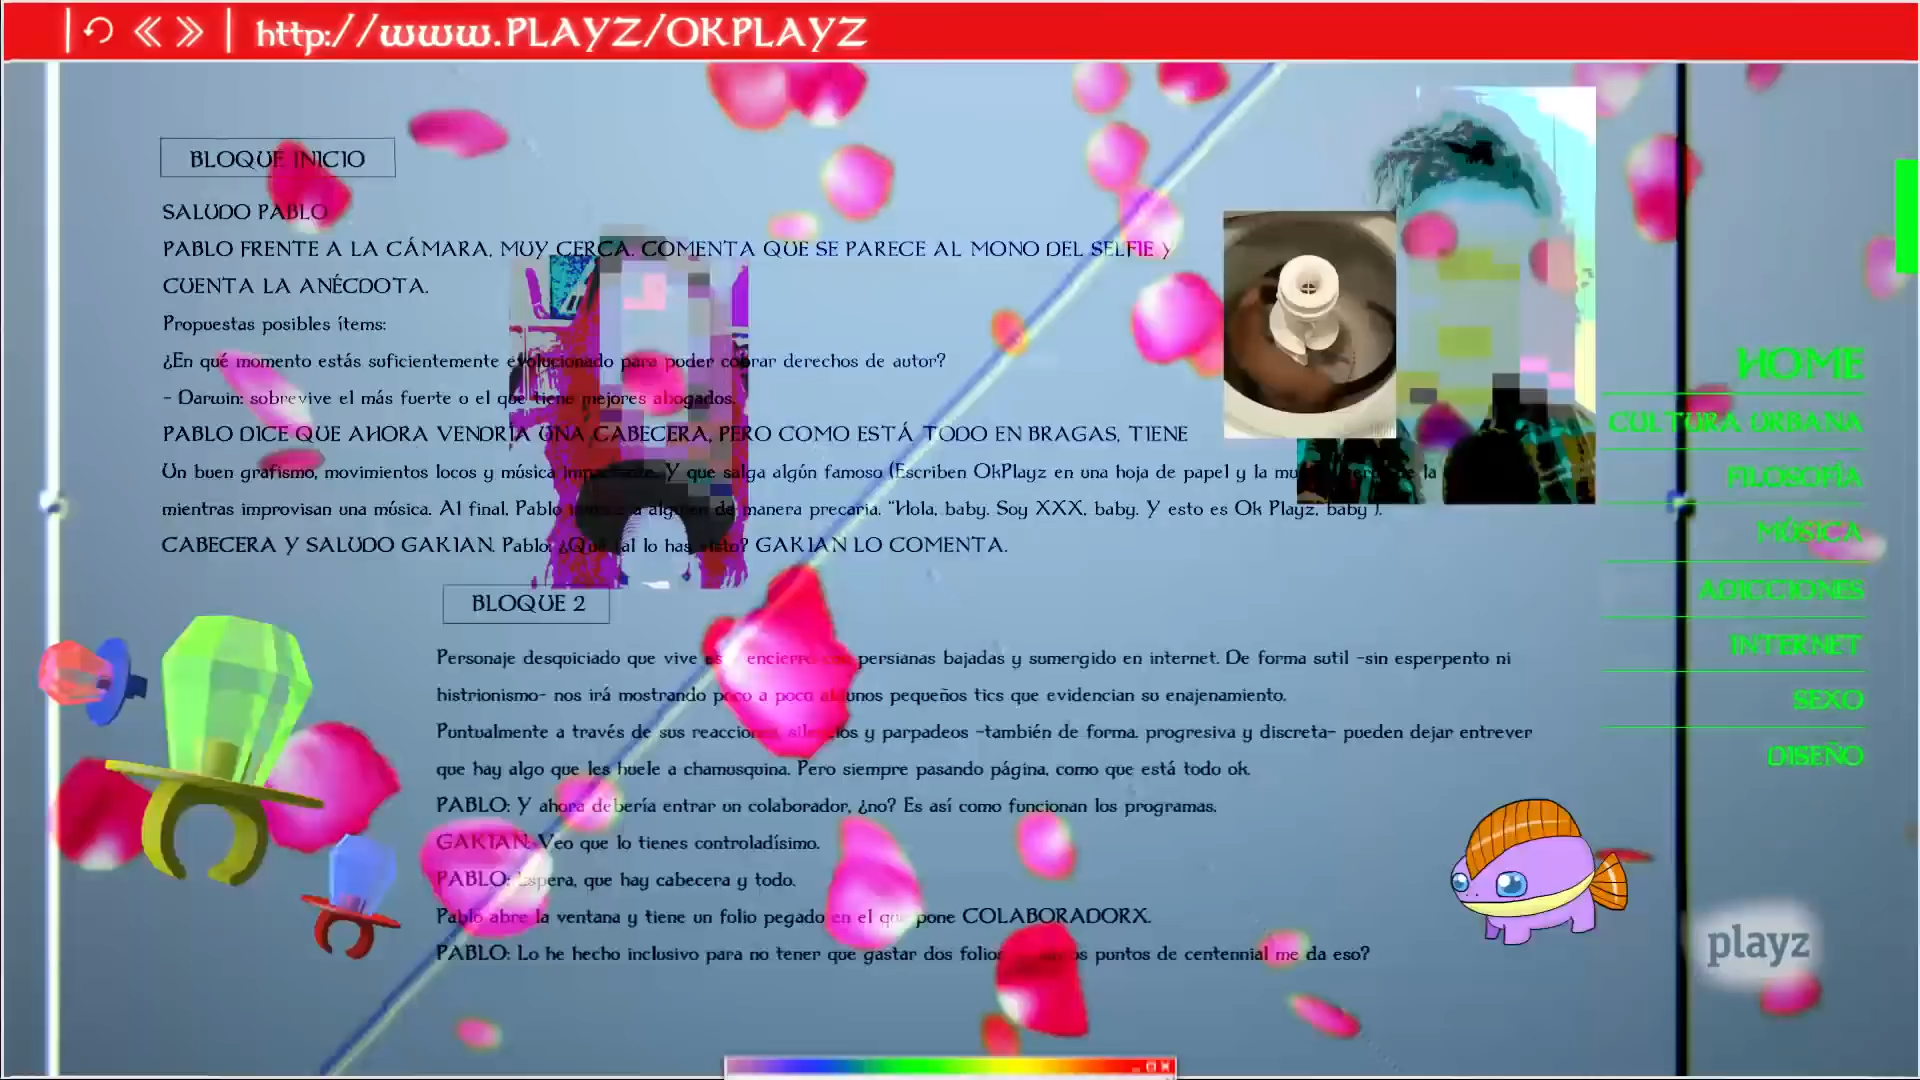 http://www.PLAYZ/OKPLAYZ
BLOQUE INICIO
SALUDO PABLO
PABLO FRENTE A LA CÁMARA, MUY CERCA. COMENTA QUE SE PARECE AL MONO DEL SELFIE Y
CUENTA LA ANÉCDOTA.
Propuestas posibles ítems:
¿En qué momento estás suficientemente evolucionado para poder cobrar derechos de autor?
- Darwin: sobrevive el más fuerte o el que tiene mejores abogados.
PABLO DICE QUE AHORA VENDRÍA UNA CABECERA, PERO COMO ESTÁ TODO EN BRAGAS, TIENE
Un buen grafismo, movimientos locos y música Y que salga algún famoso (Escriben OkPlayz en una hoja de papel y la la
mientras improvisan una música. Al final, Pablo a alguien de manera precaria. "Hola, baby. Soy XXX, baby. Y esto es Ok Playz, baby").
CABECERA Y SALUDO GAKIAN. Pablo: ¿Qué tal lo has visto? GAKIAN LO COMENTA.
BLOQUE 2
Personaje desquiciado que vive persianas bajadas y sumergido en internet. De forma sutil -sin esperpento ni
histrionismo- nos irá mostrando poco a poco algunos pequeños tics que evidencian su enajenamiento.
Puntualmente a través de sus reacciones, silencios y parpadeos -también de forma, progresiva y discreta- pueden dejar entrever
que hay algo que les huele a chamusquina. Pero siempre pasando página, como que está todo ok.
PABLO: Y ahora debería entrar un colaborador, ¿no? Es así como funcionan los programas.
GAKIAN: Veo que lo tienes controladísimo.
PABLO: Espera, que hay cabecera y todo.
Pablo abre la ventana y tiene un folio pegado en el que pone COLABORADORX.
PABLO: Lo he hecho inclusivo para no tener que gastar dos folios puntos de centennial me da eso?
HOME
CULTURA URBANA
FILOSOFÍA
MÚSICA
ADICCIONES
INTERNET
SEXO
DISEÑO
playz